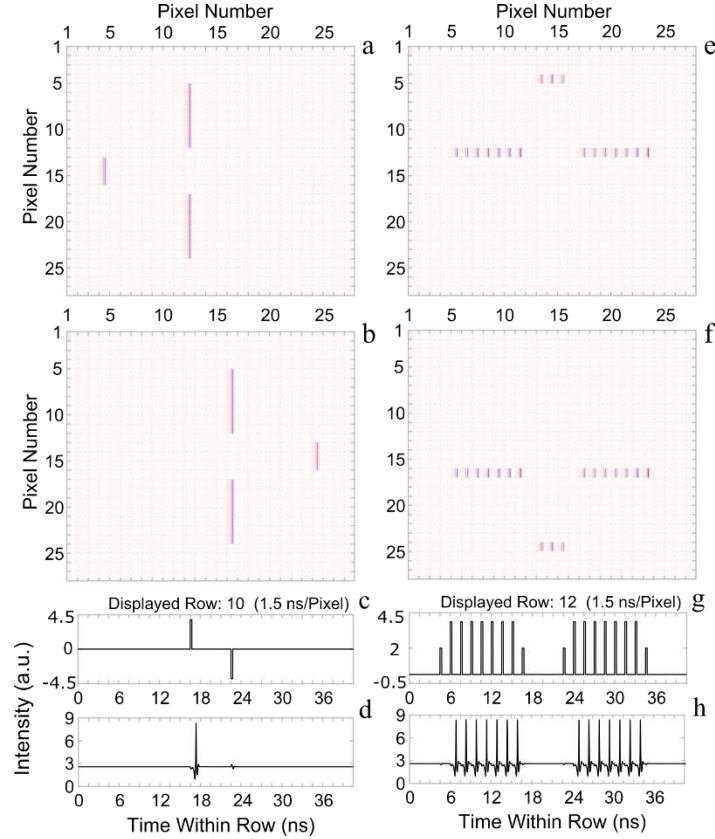 Pixel Number
Pixel Number
1 5 10 15 20 25
a
1 5 10 15 20 25
e
1
5
10
15
20
25
Pixel Number
1
5
10
15
20
25
1 5 10 15 20 25
b
1 5 10 15 20 25
f
1
5
10
15
20
25
Pixel Number
1
5
10
15
20
25
Displayed Row: 10 (1.5 ns/Pixel)
c
Displayed Row: 12 (1.5 ns/Pixel)
g
4.5
0
-4.5
0 6 12 18 24 30 36
4.5
2
-0.5
0 6 12 18 24 30 36
Intensity (a.u.)
9
6
3
0
d
0 6 12 18 24 30 36
9
6
3
0
h
0 6 12 18 24 30 36
Time Within Row (ns)
Time Within Row (ns)